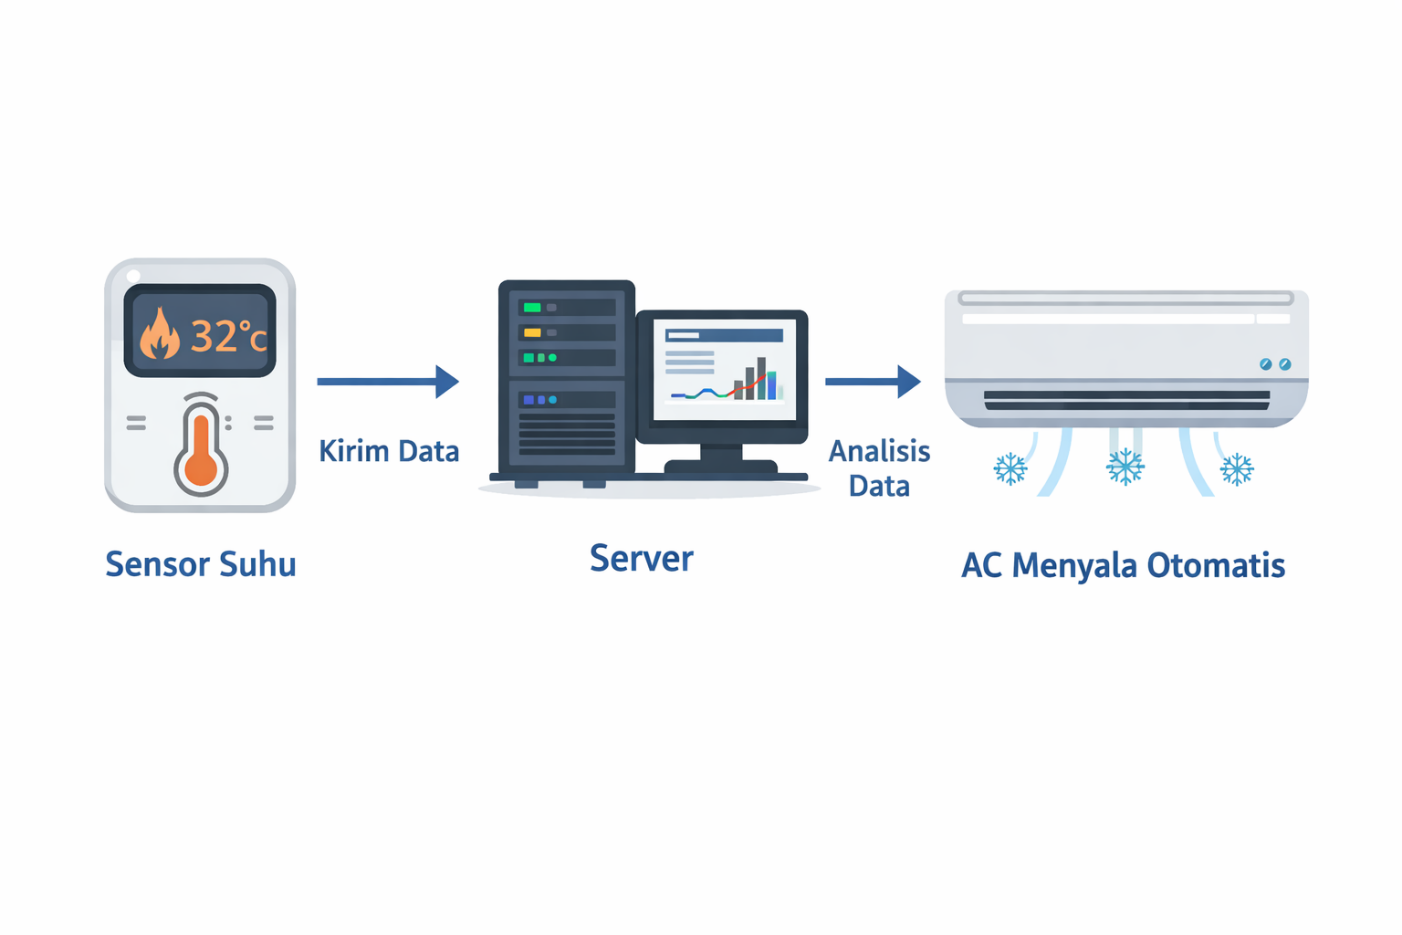 32°C
Kirim Data
Analisis
Data
Sensor Suhu
Server
AC Menyala Otomatis